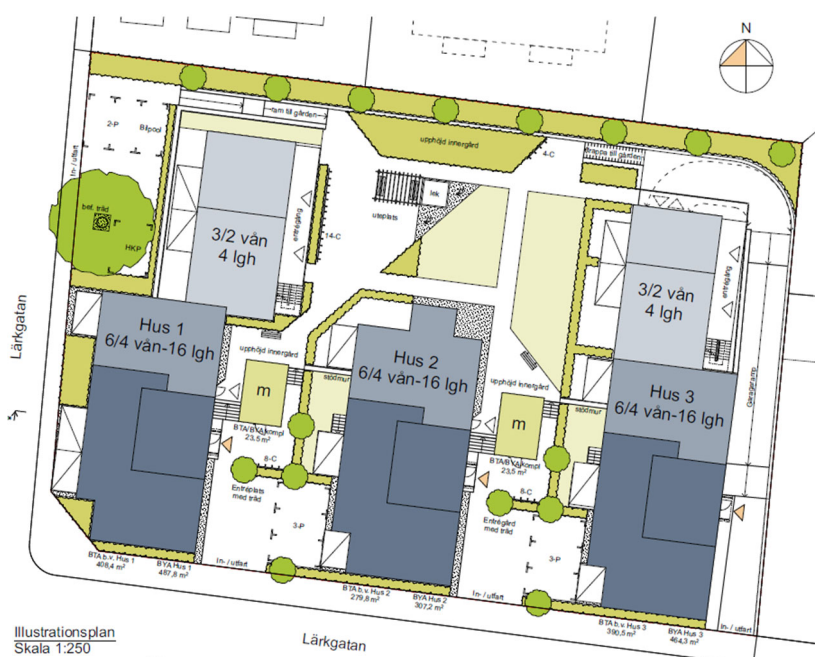 N
ram till gården
2-P
Bilpool
In- / utfart
upphöjd innergård
4-C
trappa till gården
bef. träd
HKP
lek
uteplats
14-C
entrégång
3/2 vån
4 lgh
3/2 vån
4 lgh
entrégång
Garageramp
Lärkgatan
Hus 1
6/4 vån-16 lgh
upphöjd innergård
stödmur
m
Hus 2
6/4 vån-16 lgh
upphöjd innergård
stödmur
m
Hus 3
6/4 vån-16 lgh
BTA/BYA kompl
23,5 m²
8-C
Entréplats
med träd
3-P
BTA/BYA kompl
23,5 m²
8-C
Entrégård
med träd
3-P
BTA b.v. Hus 1
408,4 m²
BYA Hus 1
487,8 m²
In- / utfart
BTA b.v. Hus 2
279,8 m²
BYA Hus 2
307,2 m²
In- / utfart
BTA b.v. Hus 3
390,5 m²
BYA Hus 3
464,3 m²
In- / utfart
Lärkgatan
Illustrationsplan
Skala 1:250